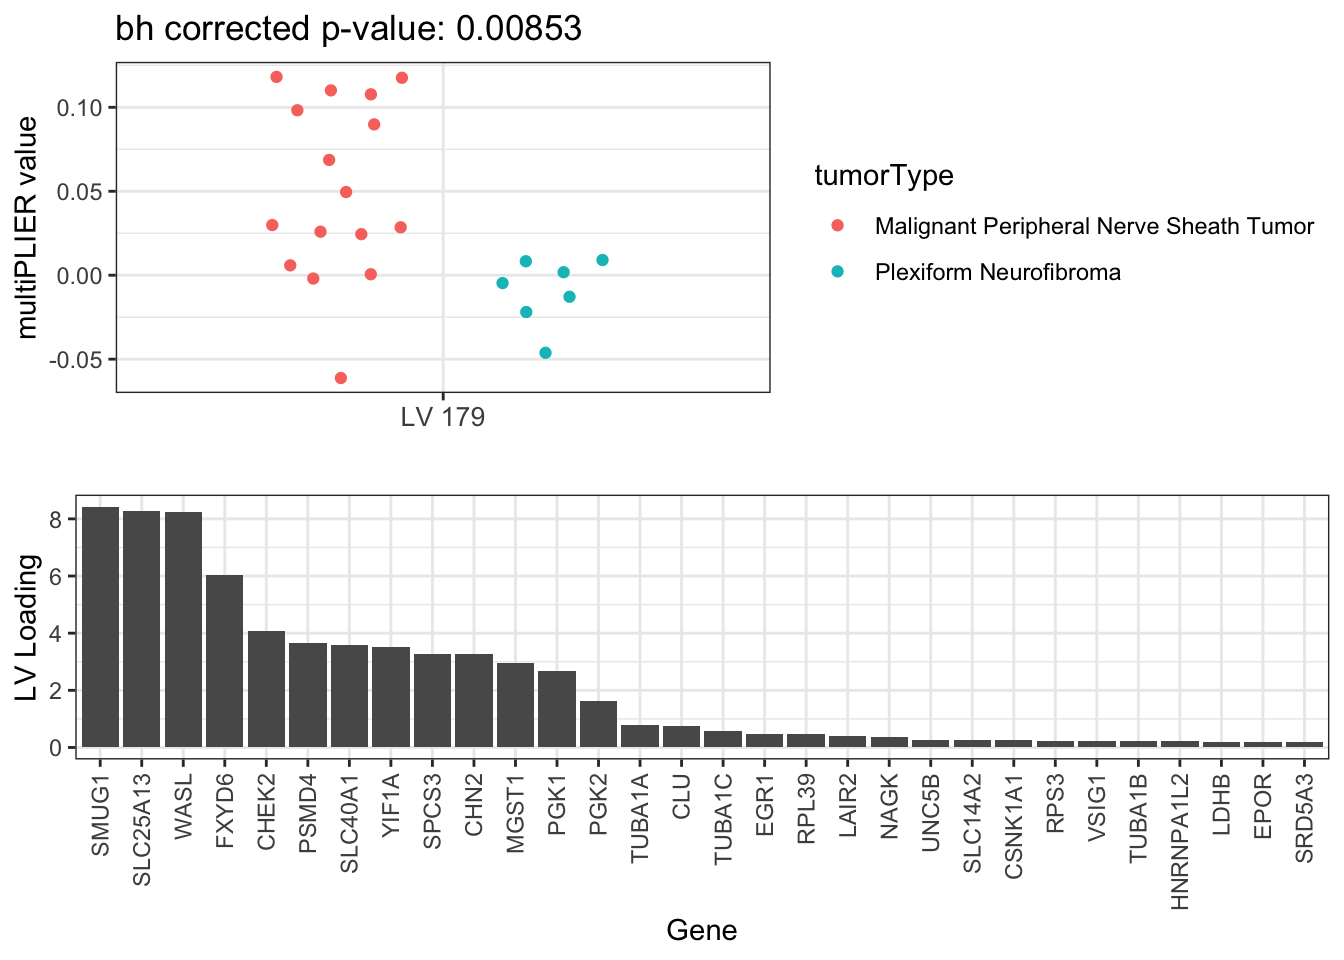 bh corrected p-value: 0.00853
multiPLIER value
0.10
0.05
0.00
-0.05
LV 179
tumorType
Malignant Peripheral Nerve Sheath Tumor
Plexiform Neurofibroma
LV Loading
8
6
4
2
0
SMUG1
SLC25A13
WASL
FXYD6
CHEK2
PSMD4
SLC40A1
YIF1A
SPCS3
CHN2
MGST1
PGK1
PGK2
TUBA1A
CLU
TUBA1C
EGR1
RPL39
LAIR2
NAGK
UNC5B
SLC14A2
CSNK1A1
RPS3
VSIG1
TUBA1B
HNRNPA1L2
LDHB
EPOR
SRD5A3
Gene